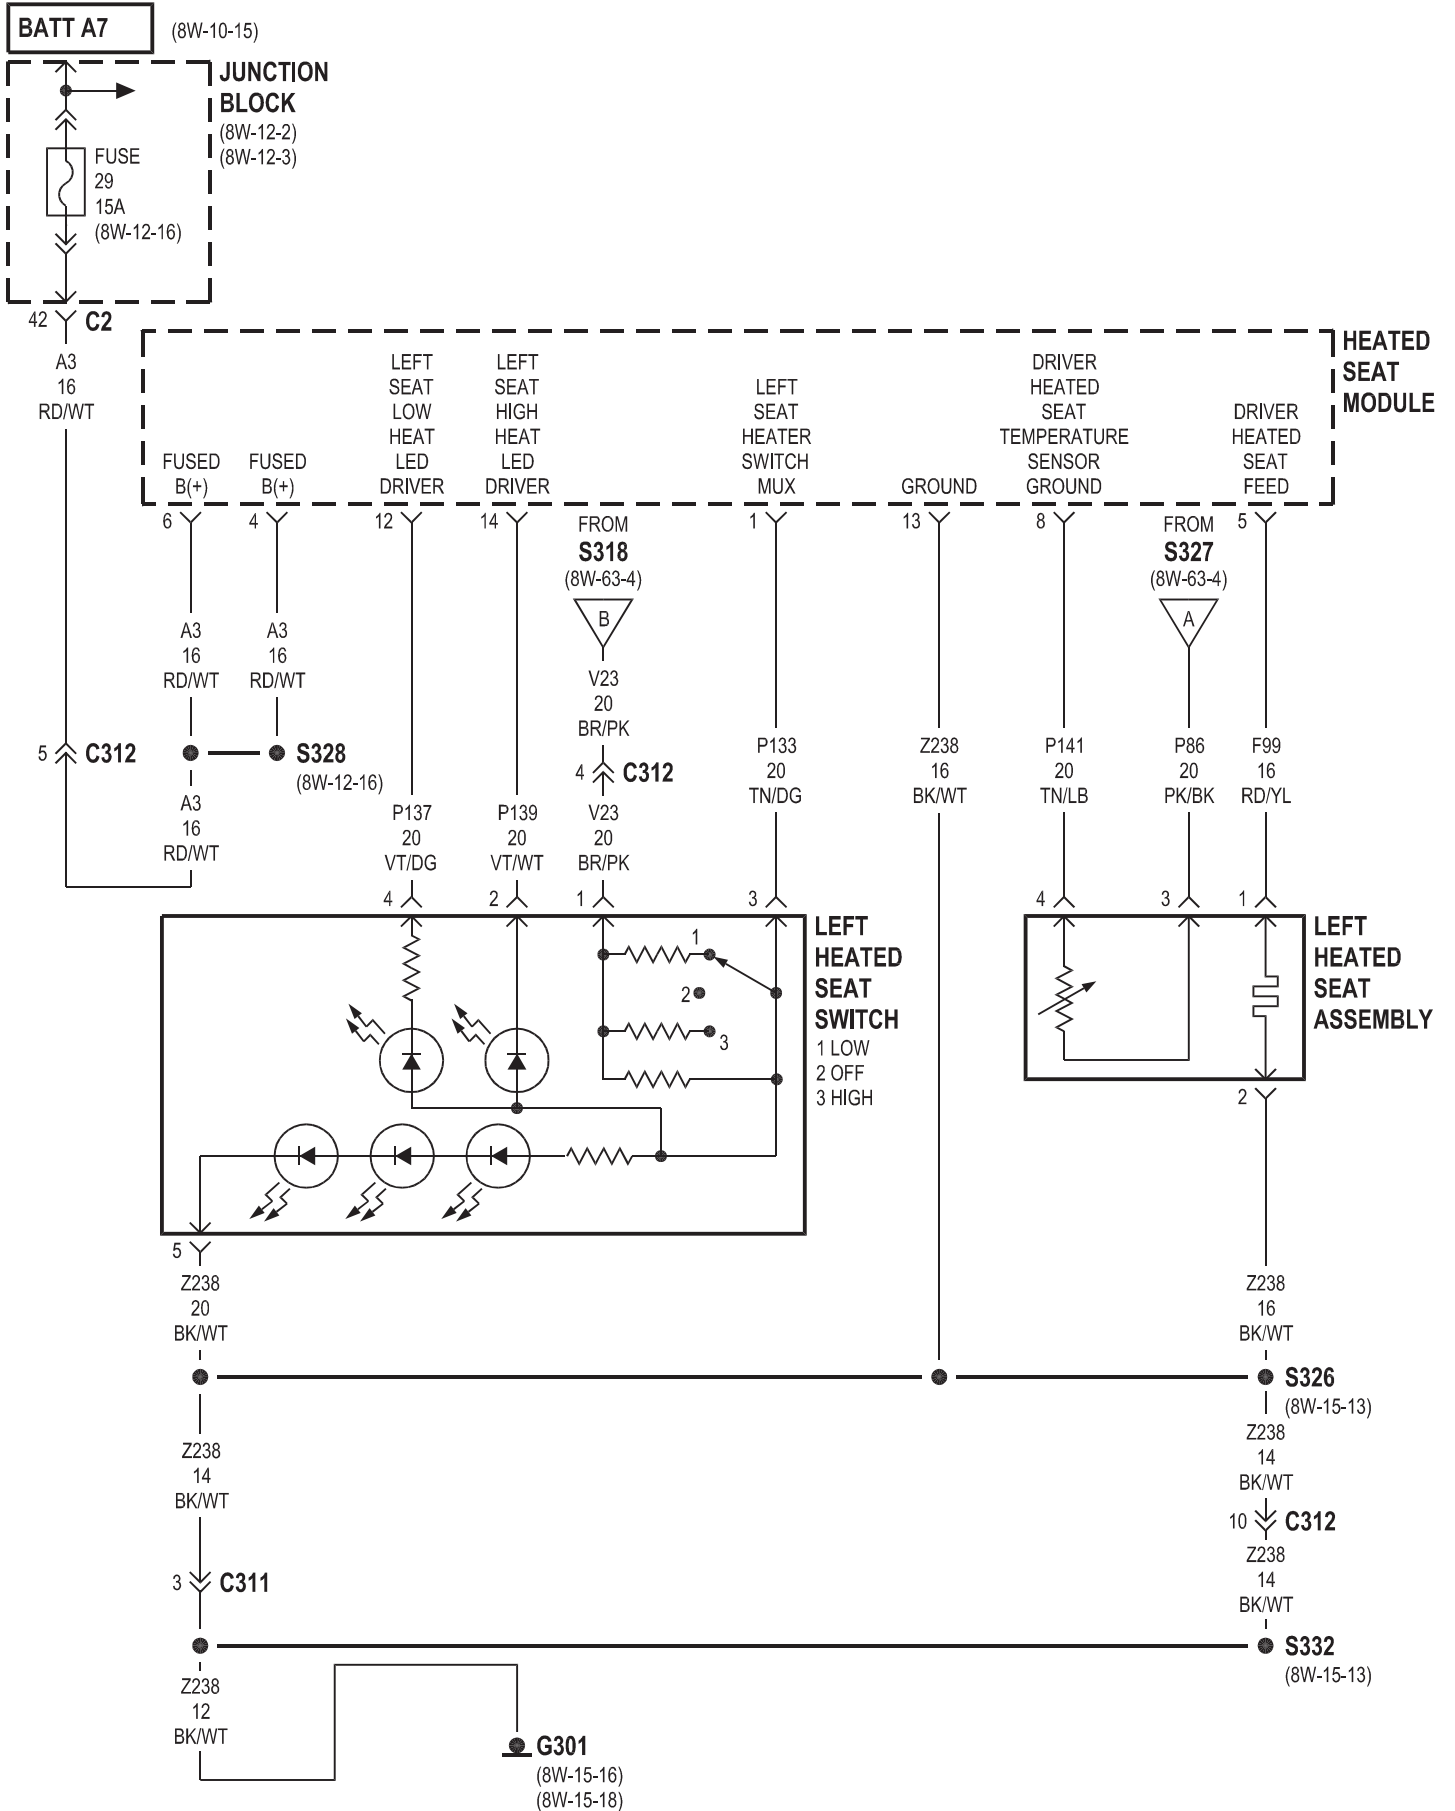 BATT A7
(8W-10-15)
JUNCTION
BLOCK
(8W-12-2)
(8W-12-3)
FUSE
29
15A
(8W-12-16)
42
C2
A3
16
RD/WT
HEATED
SEAT
MODULE
FUSED
B(+)
FUSED
B(+)
LEFT
SEAT
LOW
HEAT
LED
DRIVER
LEFT
SEAT
HIGH
HEAT
LED
DRIVER
LEFT
SEAT
HEATER
SWITCH
MUX
GROUND
DRIVER
HEATED
SEAT
TEMPERATURE
SENSOR
GROUND
DRIVER
HEATED
SEAT
FEED
6
4
12
14
FROM
S318
(8W-63-4)
B
1
13
8
FROM
S327
(8W-63-4)
A
5
A3
16
RD/WT
A3
16
RD/WT
V23
20
BR/PK
5
C312
S328
(8W-12-16)
4
C312
A3
16
RD/WT
P137
20
VT/DG
P139
20
VT/WT
V23
20
BR/PK
P133
20
TN/DG
Z238
16
BK/WT
P141
20
TN/LB
P86
20
PK/BK
F99
16
RD/YL
4
2
1
3
4
3
1
LEFT
HEATED
SEAT
SWITCH
1 LOW
2 OFF
3 HIGH
1
2
3
LEFT
HEATED
SEAT
ASSEMBLY
2
5
Z238
20
BK/WT
Z238
16
BK/WT
S326
(8W-15-13)
Z238
14
BK/WT
Z238
14
BK/WT
10
C312
Z238
14
BK/WT
3
C311
S332
(8W-15-13)
Z238
12
BK/WT
G301
(8W-15-16)
(8W-15-18)